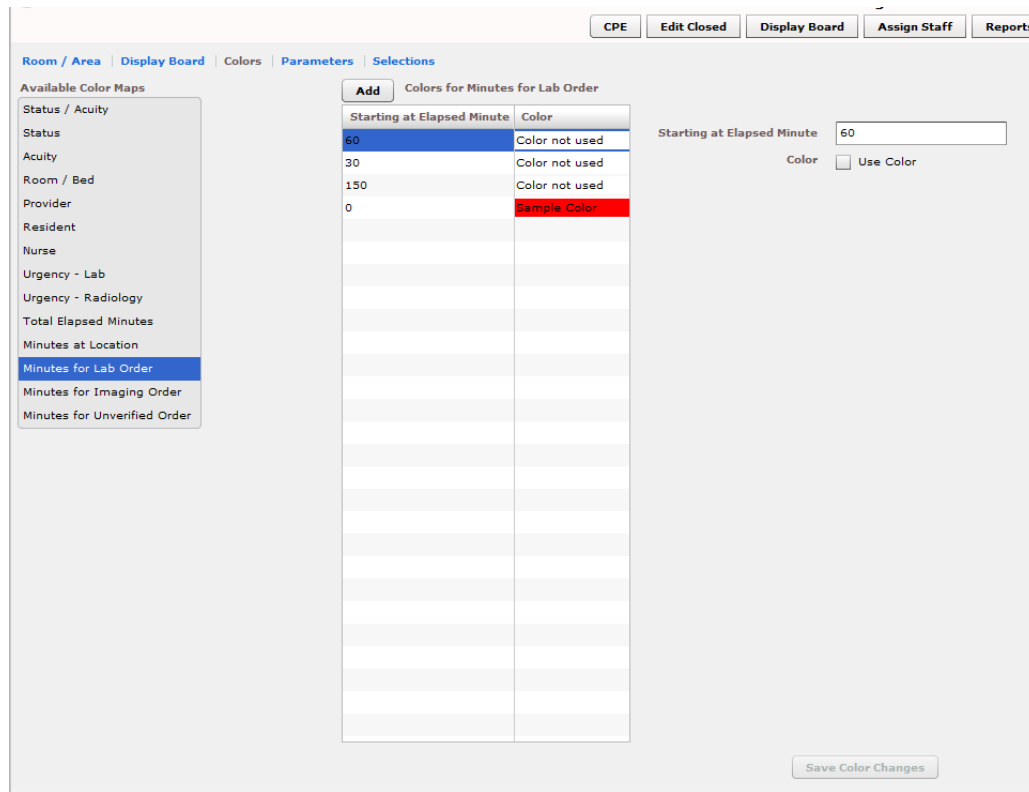 CPE Edit Closed Display Board Assign Staff Reports
Room / Area Display Board Colors Parameters Selections
Available Color Maps
Status / Acuity
Status
Acuity
Room / Bed
Provider
Resident
Nurse
Urgency - Lab
Urgency - Radiology
Total Elapsed Minutes
Minutes at Location
Minutes for Lab Order
Minutes for Imaging Order
Minutes for Unverified Order
Add Colors for Minutes for Lab Order
Starting at Elapsed Minute Color
60 Color not used
30 Color not used
150 Color not used
0 Sample Color
Starting at Elapsed Minute 60
Color Use Color
Save Color Changes